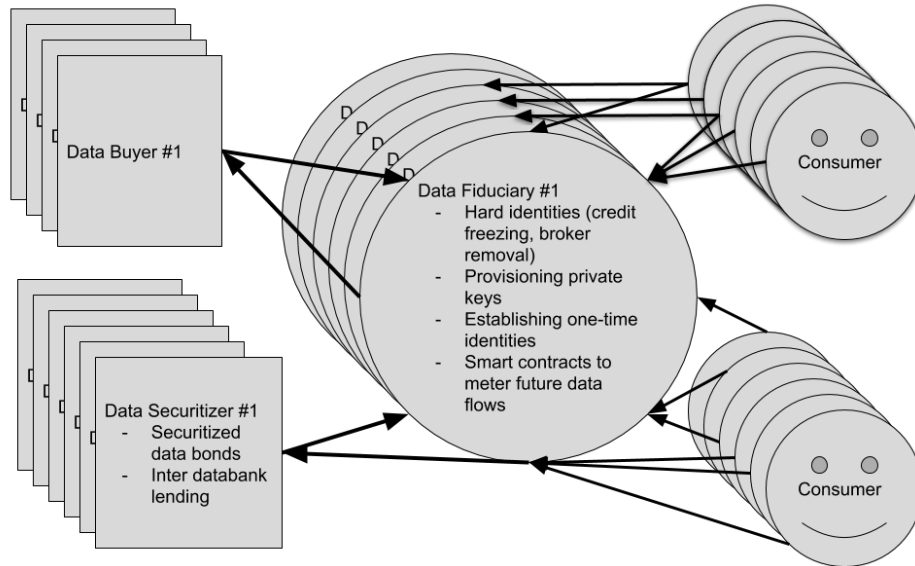 Data Buyer #1
D
D
D
D
D
Data Fiduciary #1
- Hard identities (credit
freezing, broker
removal)
- Provisioning private
keys
- Establishing one-time
identities
- Smart contracts to
meter future data
flows
Consumer
Data Securitizer #1
- Securitized
data bonds
- Inter databank
lending
Consumer